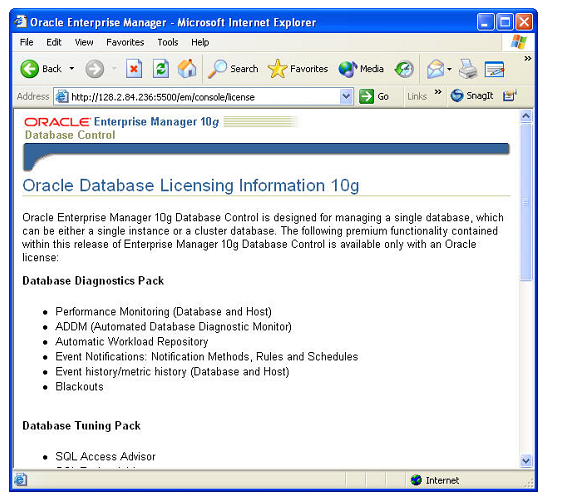 Oracle Enterprise Manager - Microsoft Internet Explorer
File Edit View Favorites Tools Help
Back Search Favorites Media »
Address http://128.2.84.236:5500/em/console/license Go Links » SnagIt
ORACLE Enterprise Manager 10g
Database Control
Oracle Database Licensing Information 10g
Oracle Enterprise Manager 10g Database Control is designed for managing a single database, which
can be either a single instance or a cluster database. The following premium functionality contained
within this release of Enterprise Manager 10g Database Control is available only with an Oracle
license:
Database Diagnostics Pack
• Performance Monitoring (Database and Host)
• ADDM (Automated Database Diagnostic Monitor)
• Automatic Workload Repository
• Event Notifications: Notification Methods, Rules and Schedules
• Event history/metric history (Database and Host)
• Blackouts
Database Tuning Pack
• SQL Access Advisor
Internet